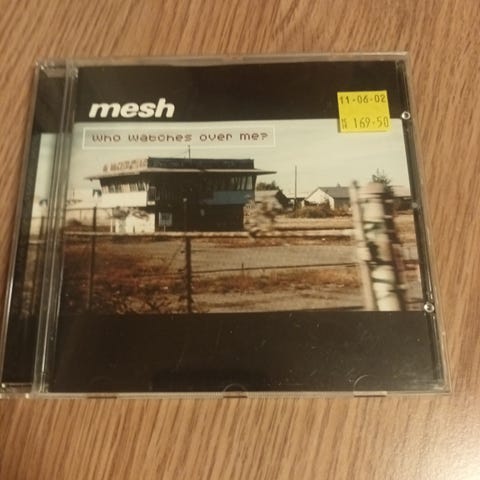 mesh
who watches over me?
11-06-02
169-50